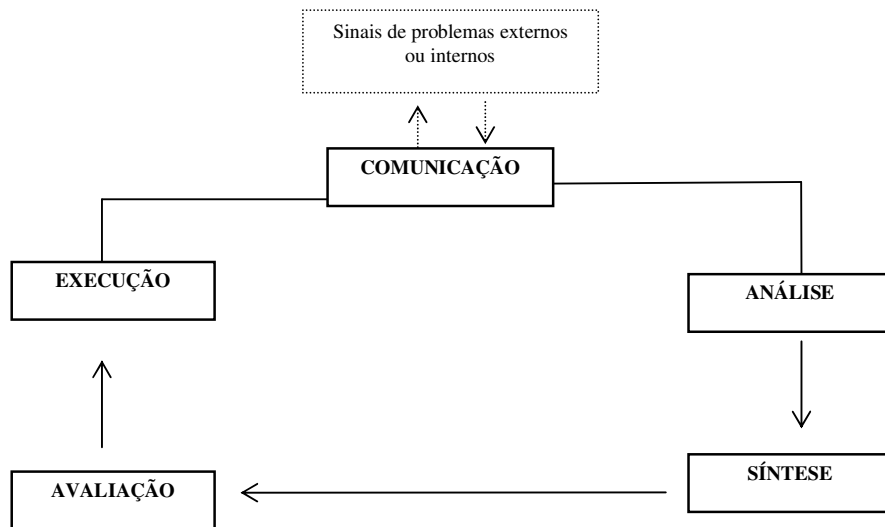 Sinais de problemas externos
ou internos
COMUNICAÇÃO
EXECUÇÃO
ANÁLISE
AVALIAÇÃO
SÍNTESE